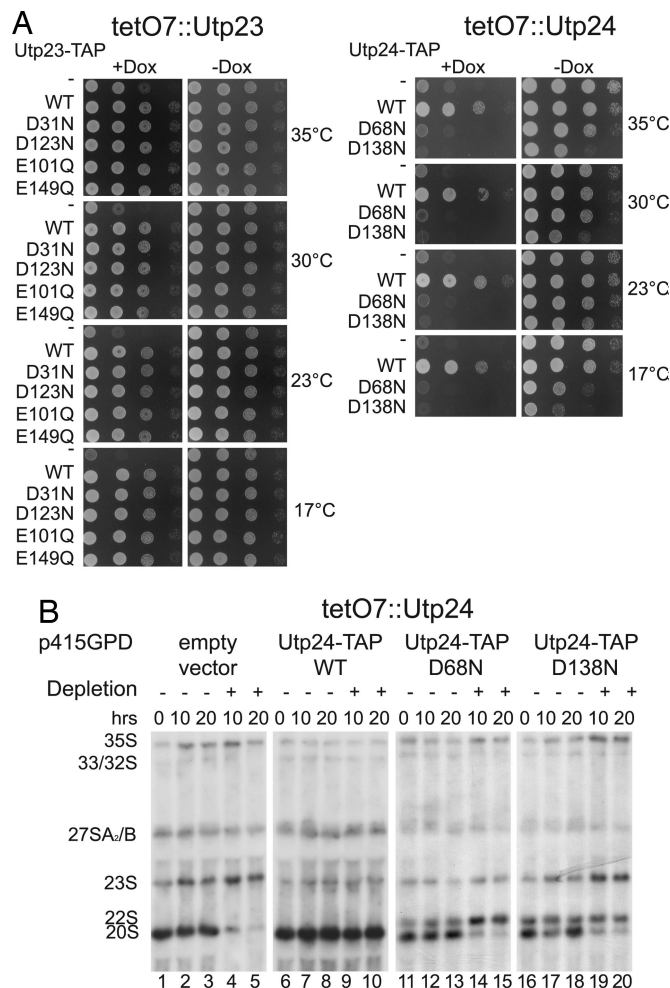 A
tetO7::Utp23
Utp23-TAP
+Dox -Dox
-
WT
D31N
D123N
E101Q
E149Q
35°C
-
WT
D31N
D123N
E101Q
E149Q
30°C
-
WT
D31N
D123N
E101Q
E149Q
23°C
-
WT
D31N
D123N
E101Q
E149Q
17°C
tetO7::Utp24
Utp24-TAP
+Dox -Dox
-
WT
D68N
D138N
35°C
-
WT
D68N
D138N
30°C
-
WT
D68N
D138N
23°C
-
WT
D68N
D138N
17°C
B
tetO7::Utp24
p415GPD empty vector Utp24-TAP WT Utp24-TAP D68N Utp24-TAP D138N
Depletion - - - + + - - - + + - - - + + - - - + +
hrs 0 10 20 10 20 0 10 20 10 20 0 10 20 10 20 0 10 20 10 20
35S
33/32S
27SA₂/B
23S
22S
20S
1 2 3 4 5 6 7 8 9 10 11 12 13 14 15 16 17 18 19 20